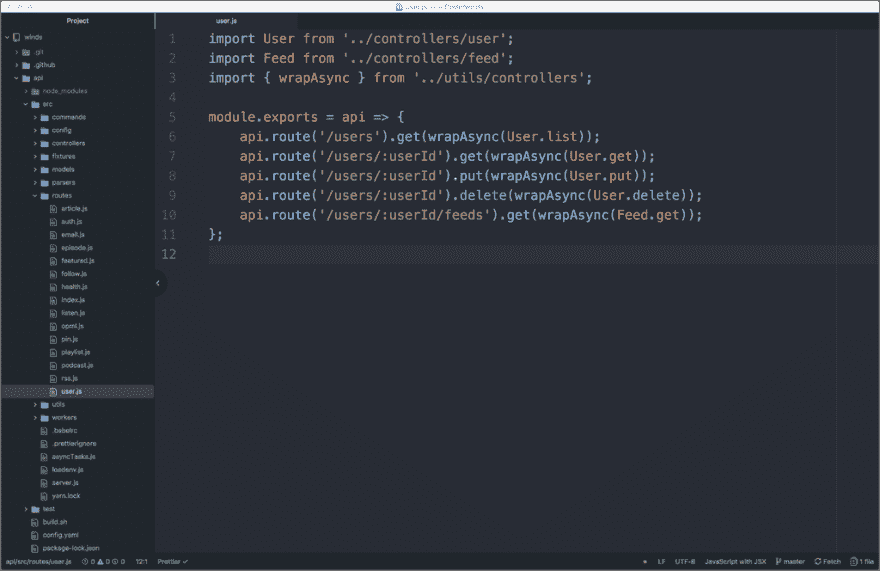 Project
user.js
winds
.git
.github
api
node_modules
src
commands
config
controllers
fixtures
models
parsers
routes
article.js
auth.js
email.js
episode.js
featured.js
follow.js
health.js
index.js
listen.js
opml.js
pin.js
playlist.js
podcast.js
rss.js
user.js
utils
workers
.babelrc
.prettierignore
asyncTasks.js
loadenv.js
server.js
yarn.lock
test
build.sh
config.yaml
package-lock.json
1 import User from '../controllers/user';
2 import Feed from '../controllers/feed';
3 import { wrapAsync } from '../utils/controllers';
4
5 module.exports = api => {
6 api.route('/users').get(wrapAsync(User.list));
7 api.route('/users/:userId').get(wrapAsync(User.get));
8 api.route('/users/:userId').put(wrapAsync(User.put));
9 api.route('/users/:userId').delete(wrapAsync(User.delete));
10 api.route('/users/:userId/feeds').get(wrapAsync(Feed.get));
11 };
12
api/src/routes/user.js 0 0 0 12:1 Prettier LF UTF-8 JavaScript with JSX master Fetch 1 file